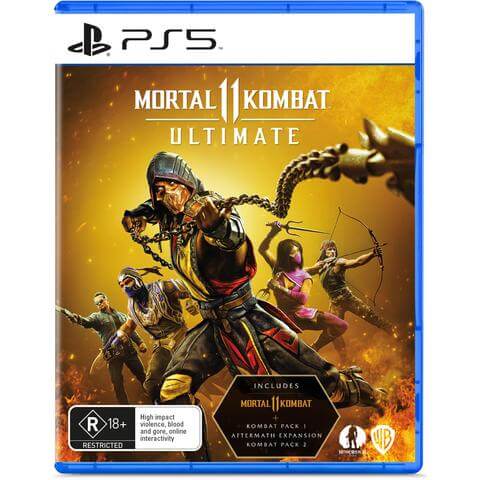 PS5
MORTAL 11 KOMBAT
ULTIMATE
INCLUDES
MORTAL 11 KOMBAT
+
KOMBAT PACK 1
AFTERMATH EXPANSION
KOMBAT PACK 2
R 18+
RESTRICTED
High impact
violence, blood
and gore, online
interactivity
WB